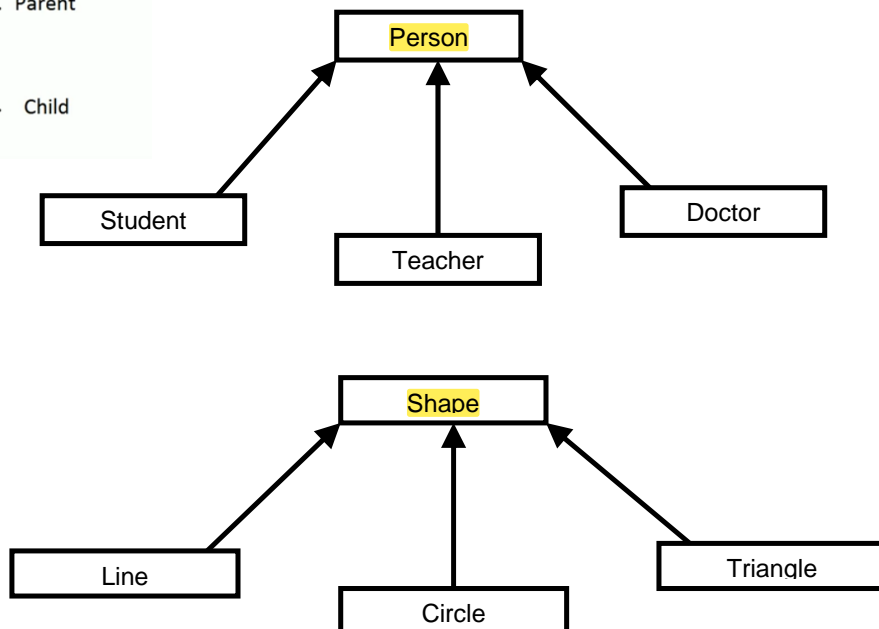 Parent
Person
Child
Student
Teacher
Doctor
Shape
Line
Circle
Triangle